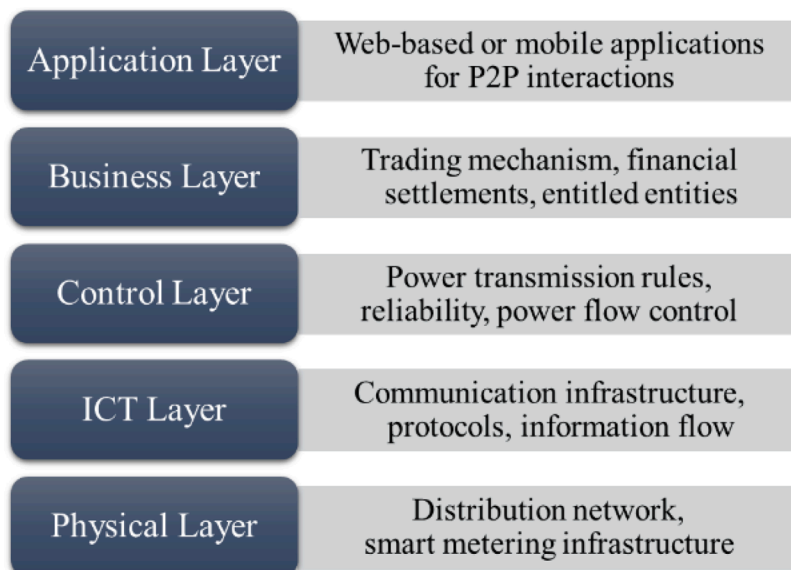 Application Layer
Web-based or mobile applications
for P2P interactions
Business Layer
Trading mechanism, financial
settlements, entitled entities
Control Layer
Power transmission rules,
reliability, power flow control
ICT Layer
Communication infrastructure,
protocols, information flow
Physical Layer
Distribution network,
smart metering infrastructure